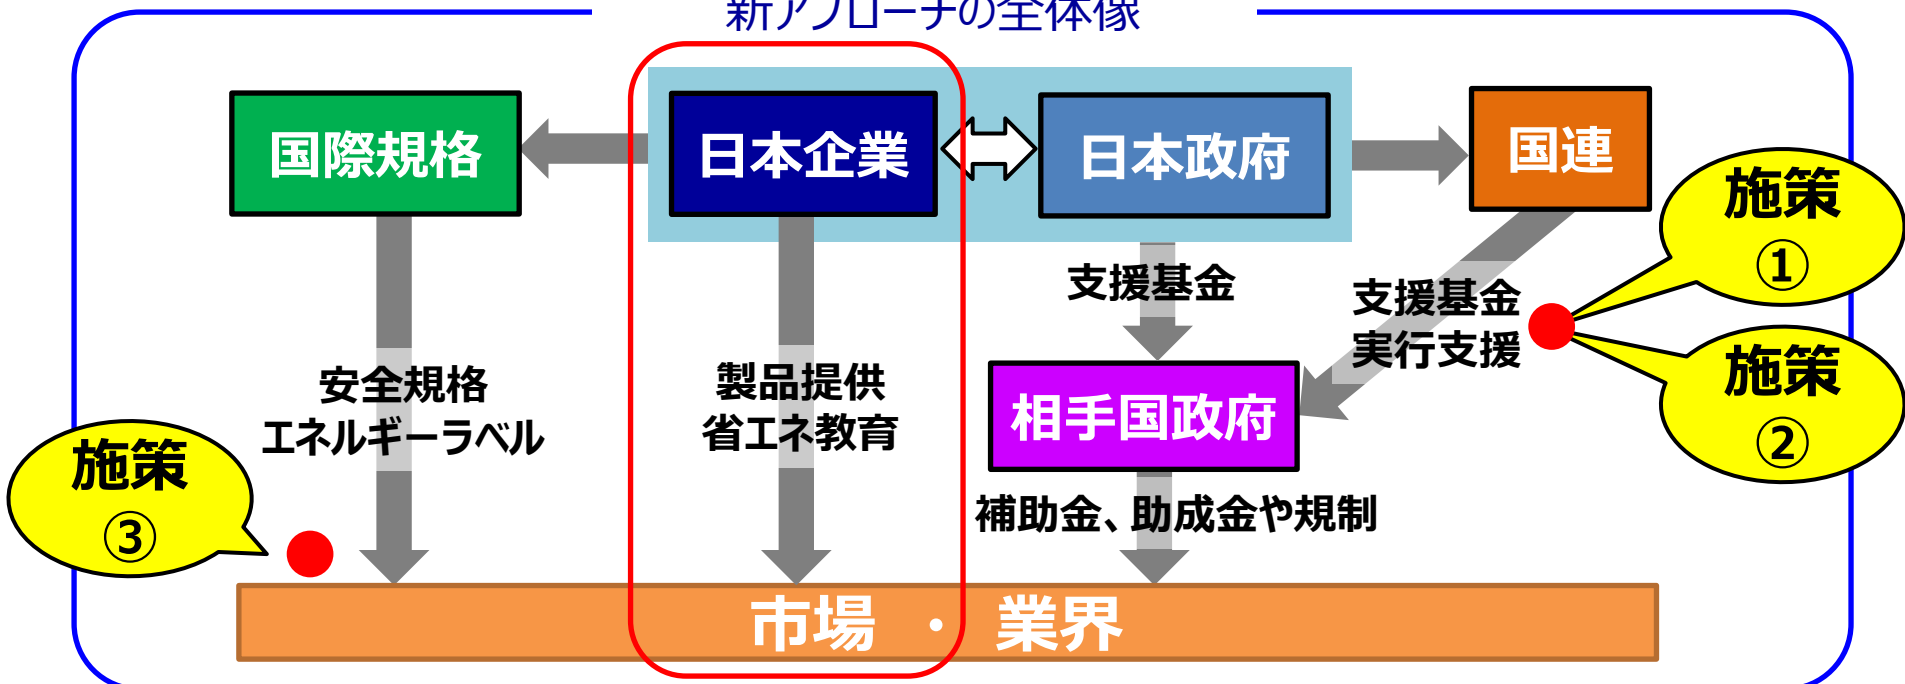 新アプローチの全体像
国際規格
日本企業
日本政府
国連
施策
①
支援基金
支援基金
実行支援
施策
②
安全規格
エネルギーラベル
製品提供
省エネ教育
相手国政府
施策
③
補助金、助成金や規制
市場 ・ 業界